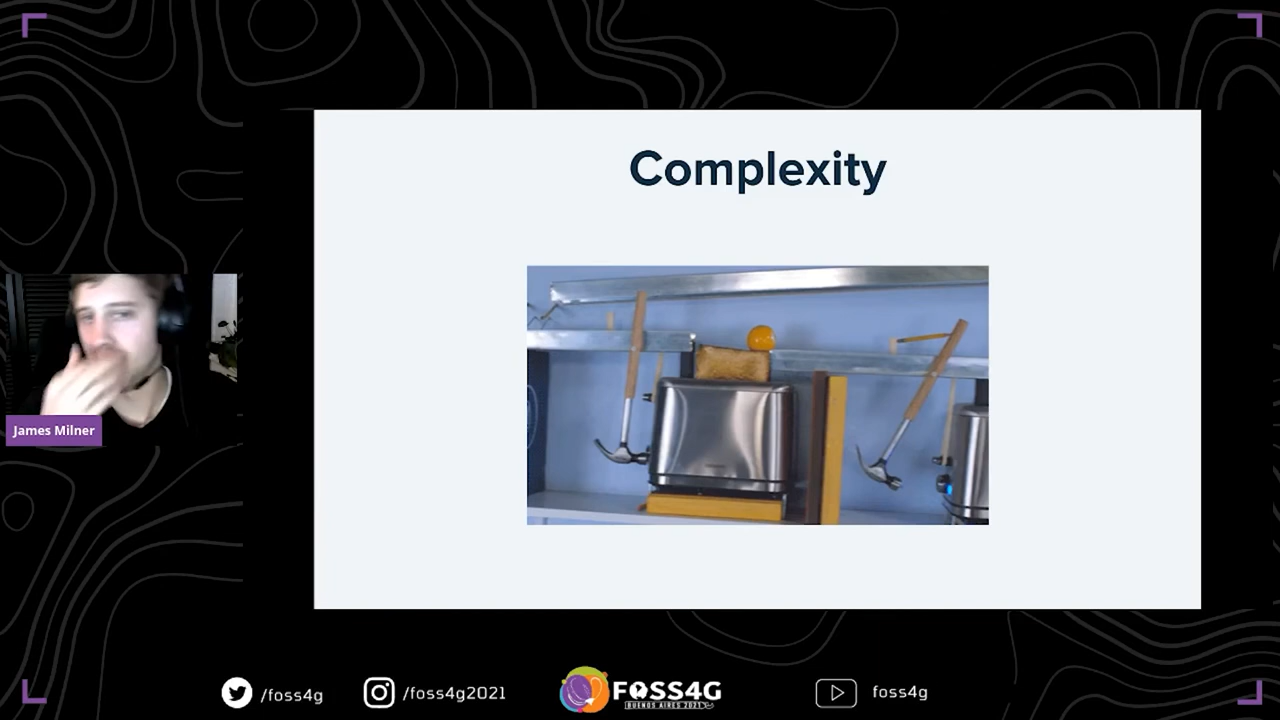 Complexity
James Milner
/foss4g
/foss4g2021
FOSS4G
BUENOS AIRES 2021
foss4g